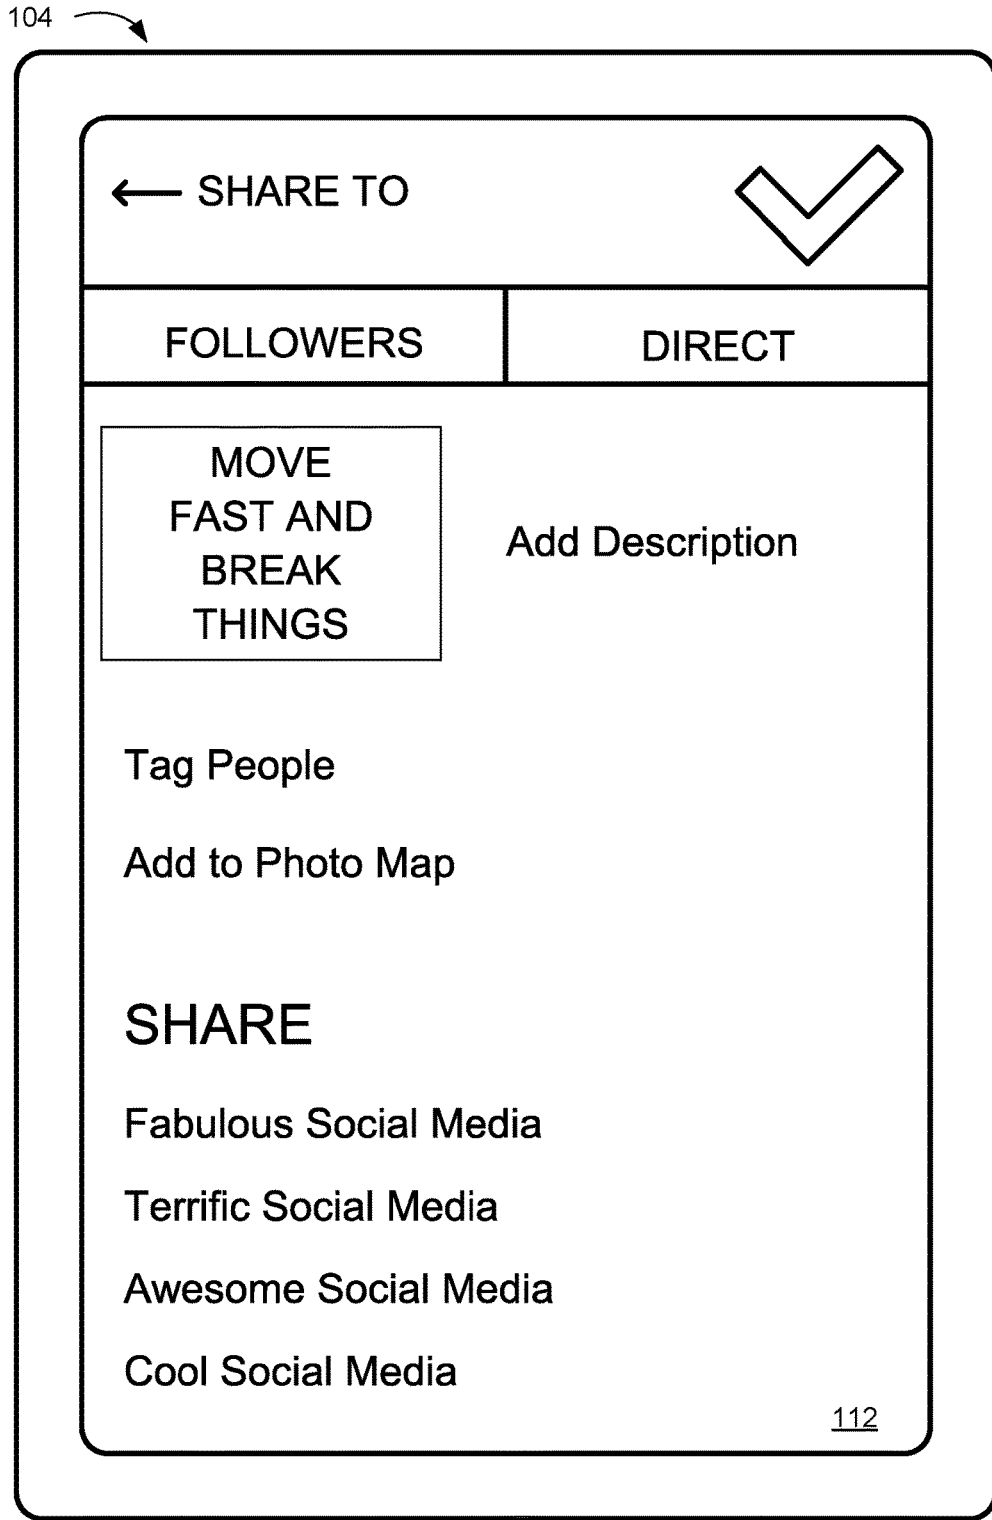 104
SHARE TO
FOLLOWERS
DIRECT
MOVE
FAST AND
BREAK
THINGS
Add Description
Tag People
Add to Photo Map
SHARE
Fabulous Social Media
Terrific Social Media
Awesome Social Media
Cool Social Media
112